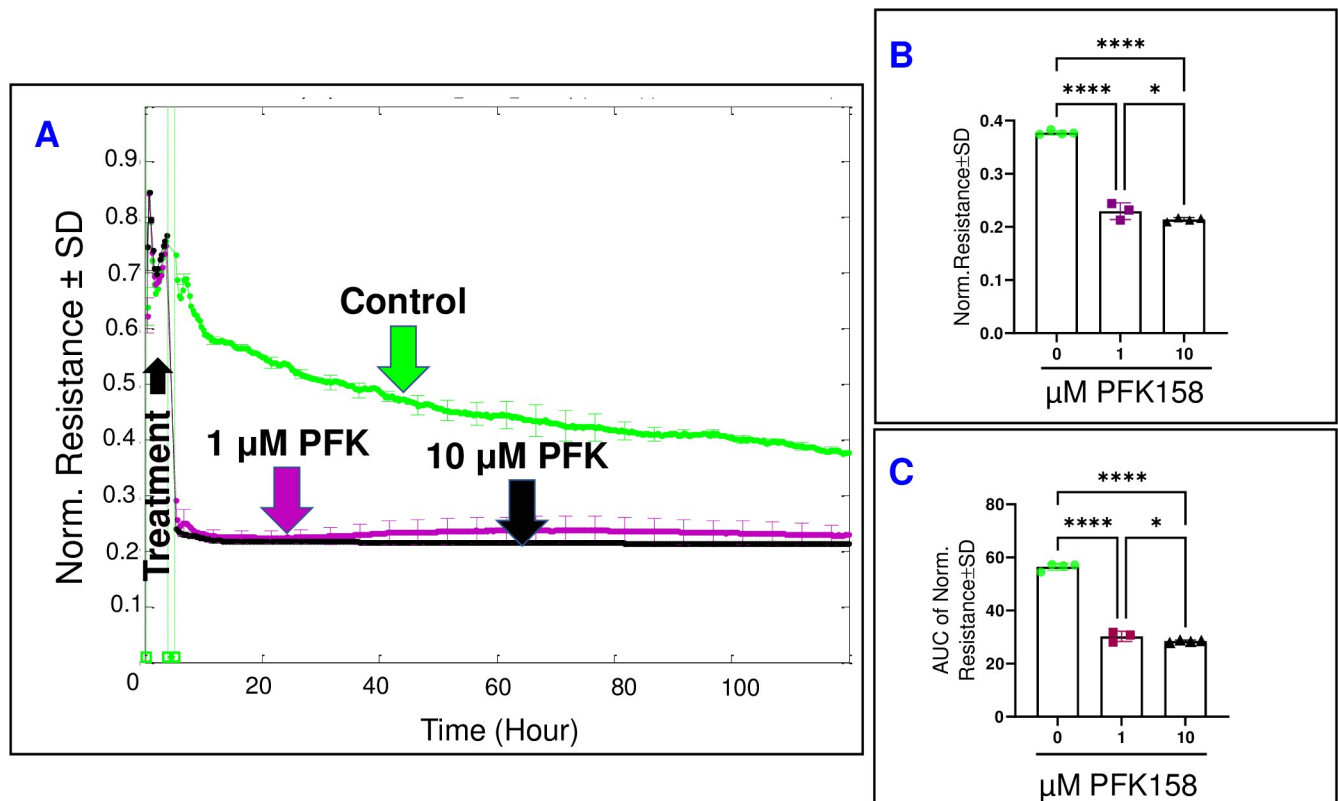 A
0.9
0.8
0.7
0.6
0.5
0.4
0.3
0.2
0.1
Norm. Resistance ± SD
Treatment
Control
1 µM PFK
10 µM PFK
0
20
40
60
80
100
Time (Hour)
B
****
**** *
0.4
0.3
0.2
0.1
0.0
Norm.Resistance±SD
0 1 10
µM PFK158
C
****
**** *
80
60
40
20
0
AUC of Norm.
Resistance±SD
0 1 10
µM PFK158